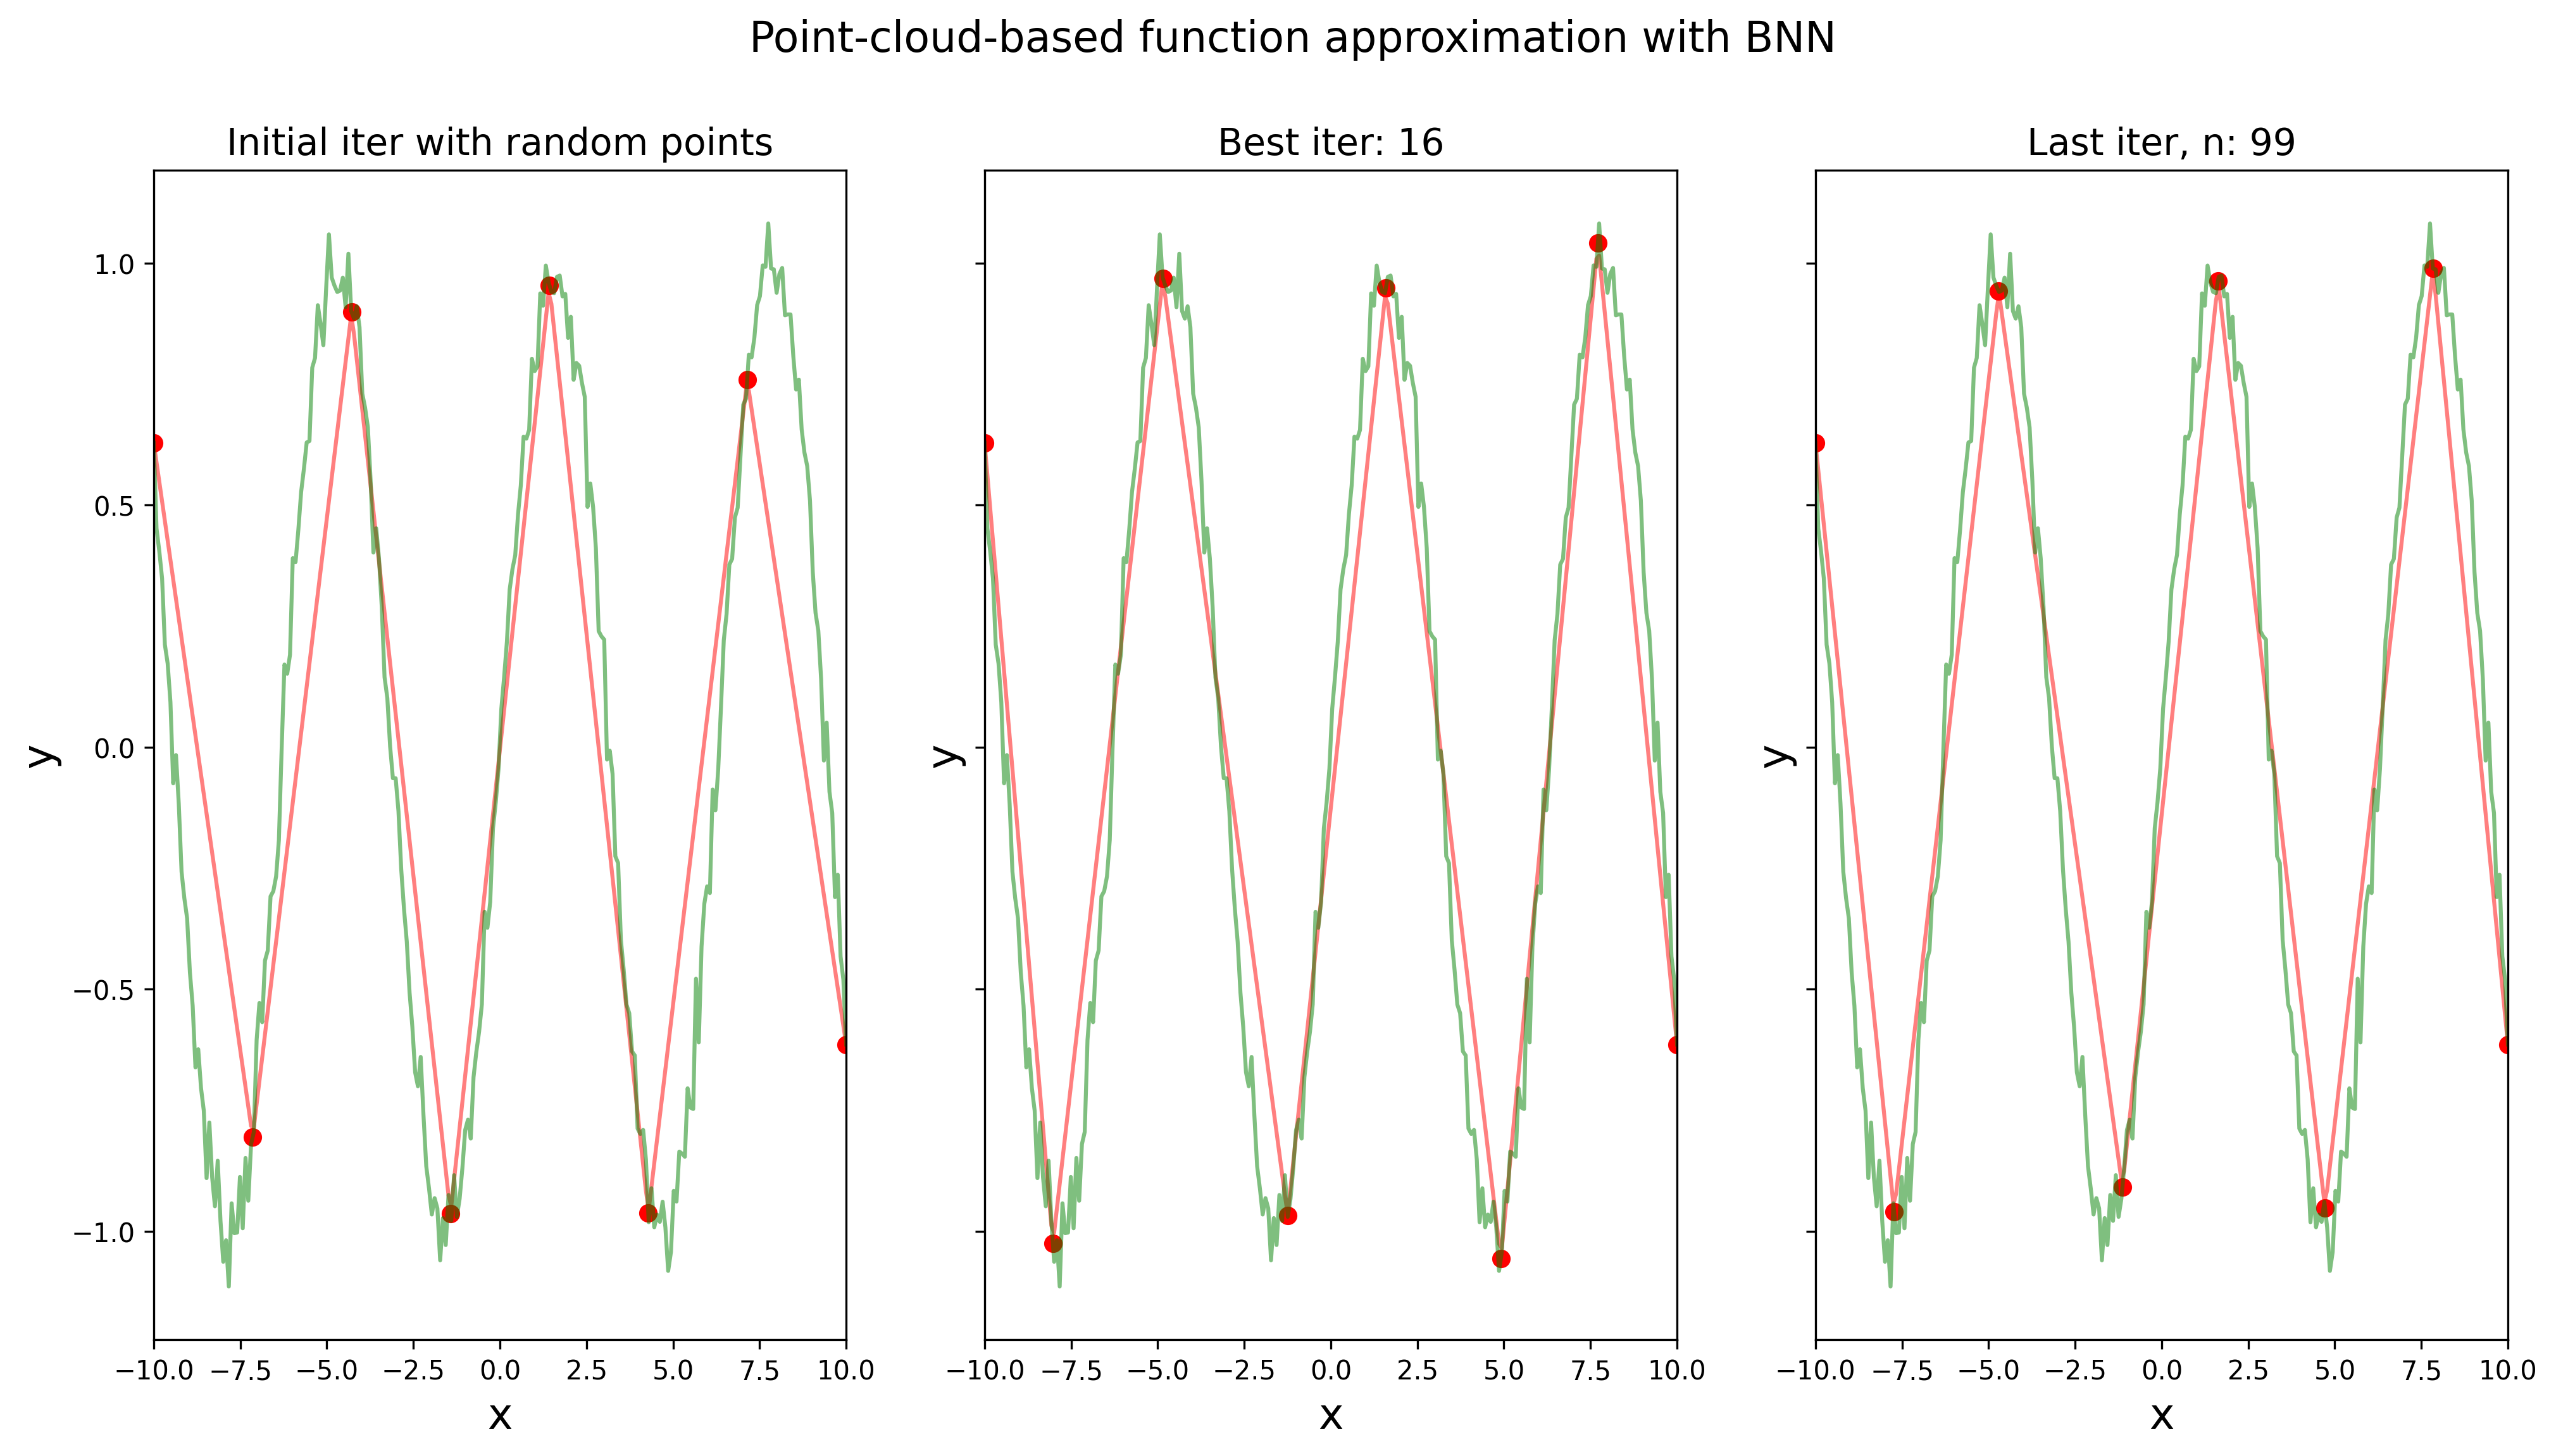 Point-cloud-based function approximation with BNN
Initial iter with random points
Best iter: 16
Last iter, n: 99
1.0
0.5
0.0
−0.5
−1.0
y
y
y
−10.0 −7.5 −5.0 −2.5 0.0 2.5 5.0 7.5 10.0
−10.0 −7.5 −5.0 −2.5 0.0 2.5 5.0 7.5 10.0
−10.0 −7.5 −5.0 −2.5 0.0 2.5 5.0 7.5 10.0
x
x
x